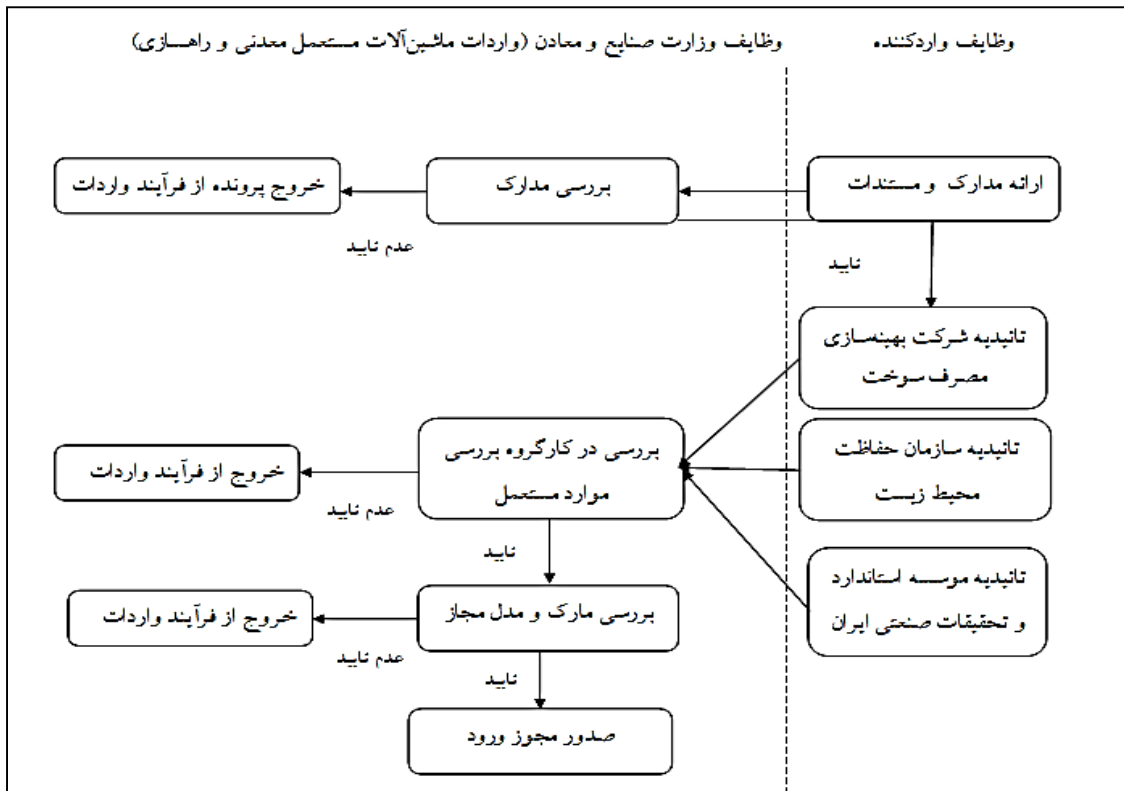 وظایف واردکننده
وظایف وزارت صنایع و معادن (واردات ماشین‌آلات مستعمل معدنی و راهسازی)
ارائه مدارک و مستندات
بررسی مدارک
خروج پرونده از فرآیند واردات
عدم تایید
تایید
تائیدیه شرکت بهینه‌سازی
مصرف سوخت
تائیدیه سازمان حفاظت
محیط زیست
بررسی در کارگروه بررسی
موارد مستعمل
خروج از فرآیند واردات
عدم تایید
تایید
تائیدیه موسسه استاندارد
و تحقیقات صنعتی ایران
بررسی مارک و مدل مجاز
خروج از فرآیند واردات
عدم تایید
تایید
صدور مجوز ورود